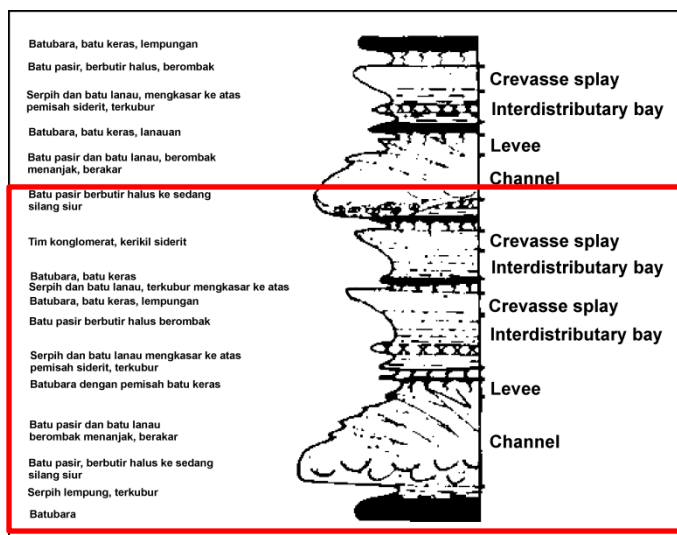 Batubara, batu keras, lempungan
Batu pasir, berbutir halus, berombak
Crevasse splay
Serpih dan batu lanau, mengkasar ke atas
pemisah siderit, terkubur
Interdistributary bay
Batubara, batu keras, lanauan
Levee
Batu pasir dan batu lanau, berombak
menanjak, berakar
Channel
Batu pasir berbutir halus ke sedang
silang siur
Tim konglomerat, kerikil siderit
Crevasse splay
Interdistributary bay
Batubara, batu keras
Serpih dan batu lanau, terkubur mengkasar ke atas
Batubara, batu keras, lempungan
Crevasse splay
Batu pasir berbutir halus berombak
Interdistributary bay
Serpih dan batu lanau mengkasar ke atas
pemisah siderit, terkubur
Batubara dengan pemisah batu keras
Levee
Batu pasir dan batu lanau
berombak menanjak, berakar
Channel
Batu pasir, berbutir halus ke sedang
silang siur
Serpih lempung, terkubur
Batubara